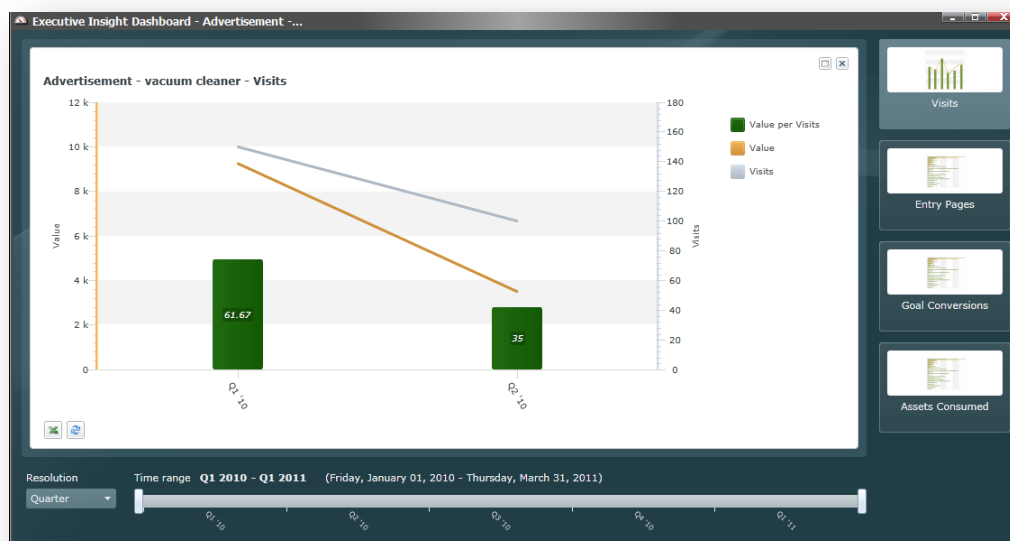 Executive Insight Dashboard - Advertisement -...
Advertisement - vacuum cleaner - Visits
12 k
10 k
8 k
6 k
4 k
2 k
0
Value
61.67
35
Q1 '10
Q2 '10
180
160
140
120
100
80
60
40
20
0
Visits
Value per Visits
Value
Visits
Visits
Entry Pages
Goal Conversions
Assets Consumed
Resolution
Quarter
Time range Q1 2010 - Q1 2011 (Friday, January 01, 2010 - Thursday, March 31, 2011)
Q1 '10
Q2 '10
Q3 '10
Q4 '10
Q1 '11